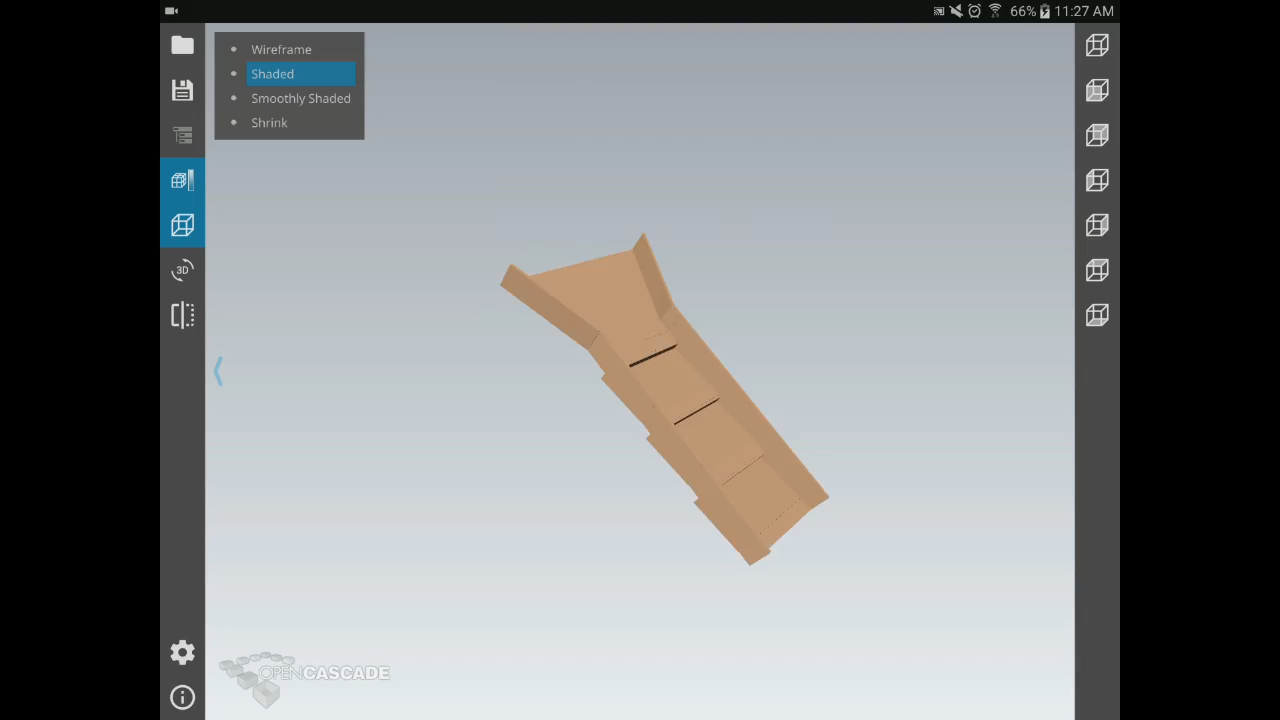 66% 11:27 AM
Wireframe
Shaded
Smoothly Shaded
Shrink
3D
OPENCASCADE